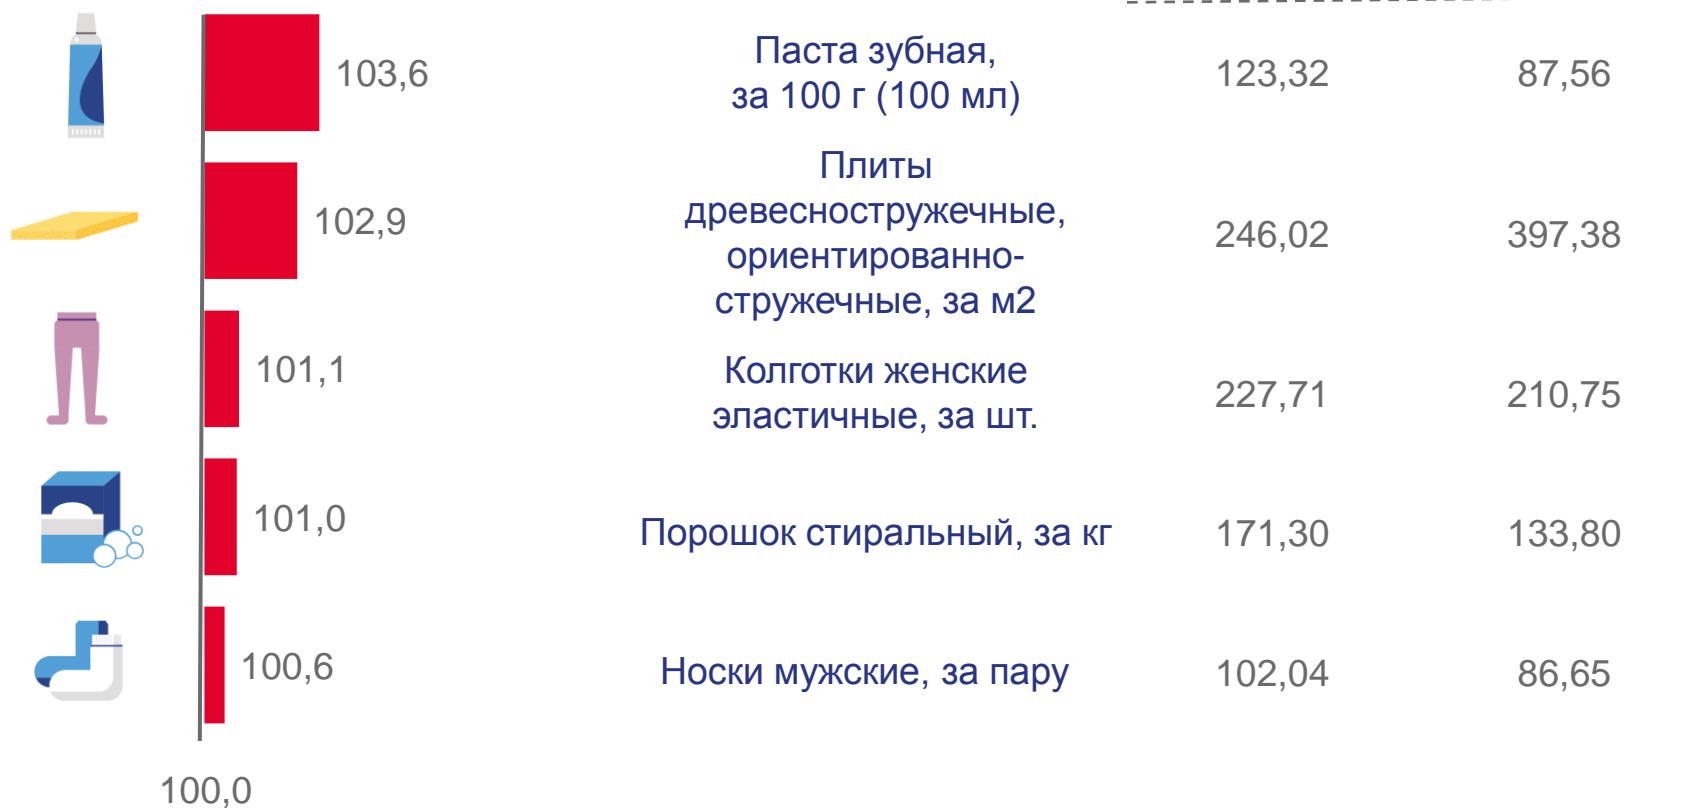 103,6
Паста зубная,
за 100 г (100 мл)
123,32
87,56
102,9
Плиты
древесностружечные,
ориентированно-
стружечные, за м2
246,02
397,38
101,1
Колготки женские
эластичные, за шт.
227,71
210,75
101,0
Порошок стиральный, за кг
171,30
133,80
100,6
Носки мужские, за пару
102,04
86,65
100,0